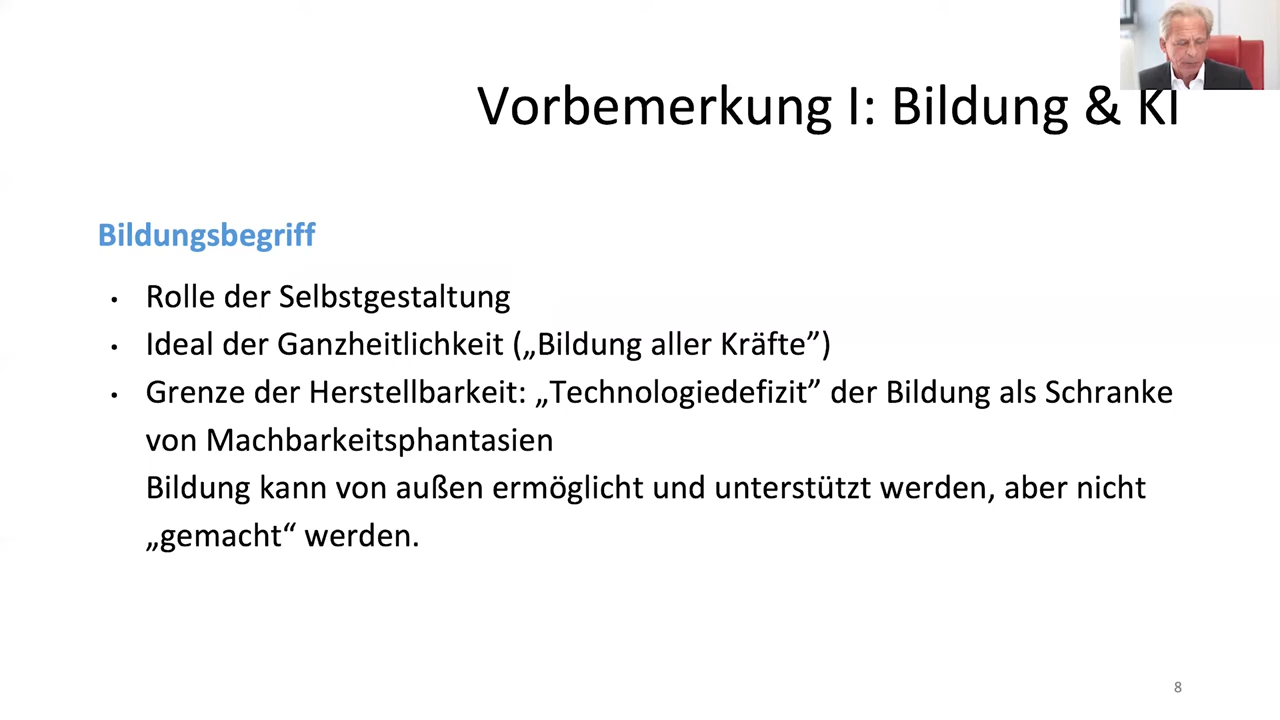 Vorbemerkung I: Bildung & KI
Bildungsbegriff
• Rolle der Selbstgestaltung
• Ideal der Ganzheitlichkeit („Bildung aller Kräfte”)
• Grenze der Herstellbarkeit: „Technologiedefizit” der Bildung als Schranke
von Machbarkeitsphantasien
Bildung kann von außen ermöglicht und unterstützt werden, aber nicht
„gemacht“ werden.
8